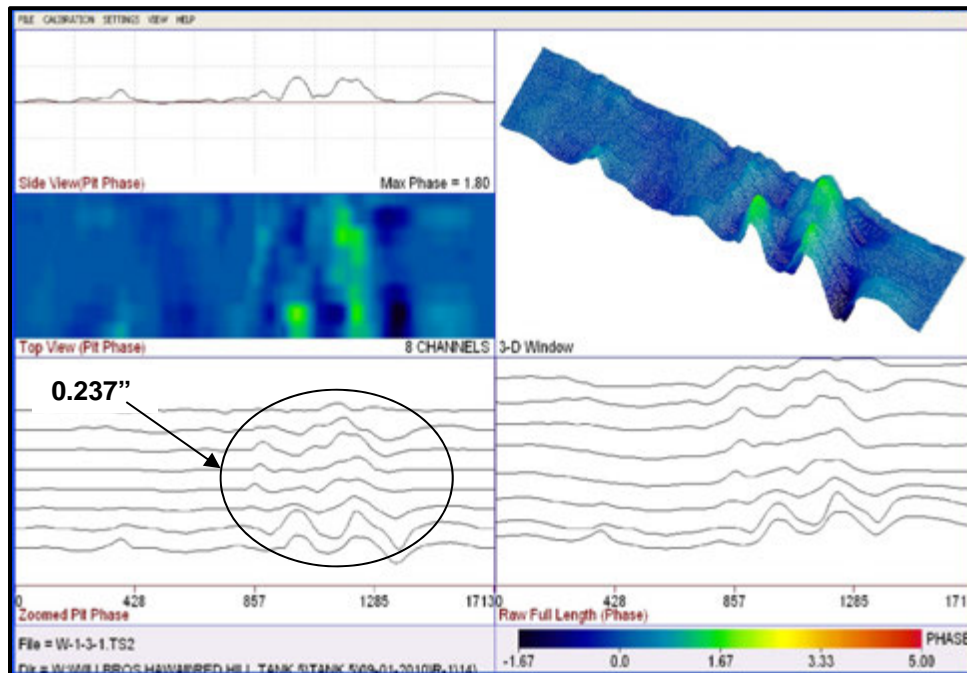 FILE CALIBRATION SETTINGS VIEW HELP
Side View(Pit Phase)
Max Phase = 1.80
Top View (Pit Phase)
8 CHANNELS
3-D Window
0.237”
0 428 857 1285 1713
Zoomed Pit Phase
0 428 857 1285 1713
Raw Full Length (Phase)
File = W-1-3-1.TS2
PHASE
-1.67 0.0 1.67 3.33 5.00